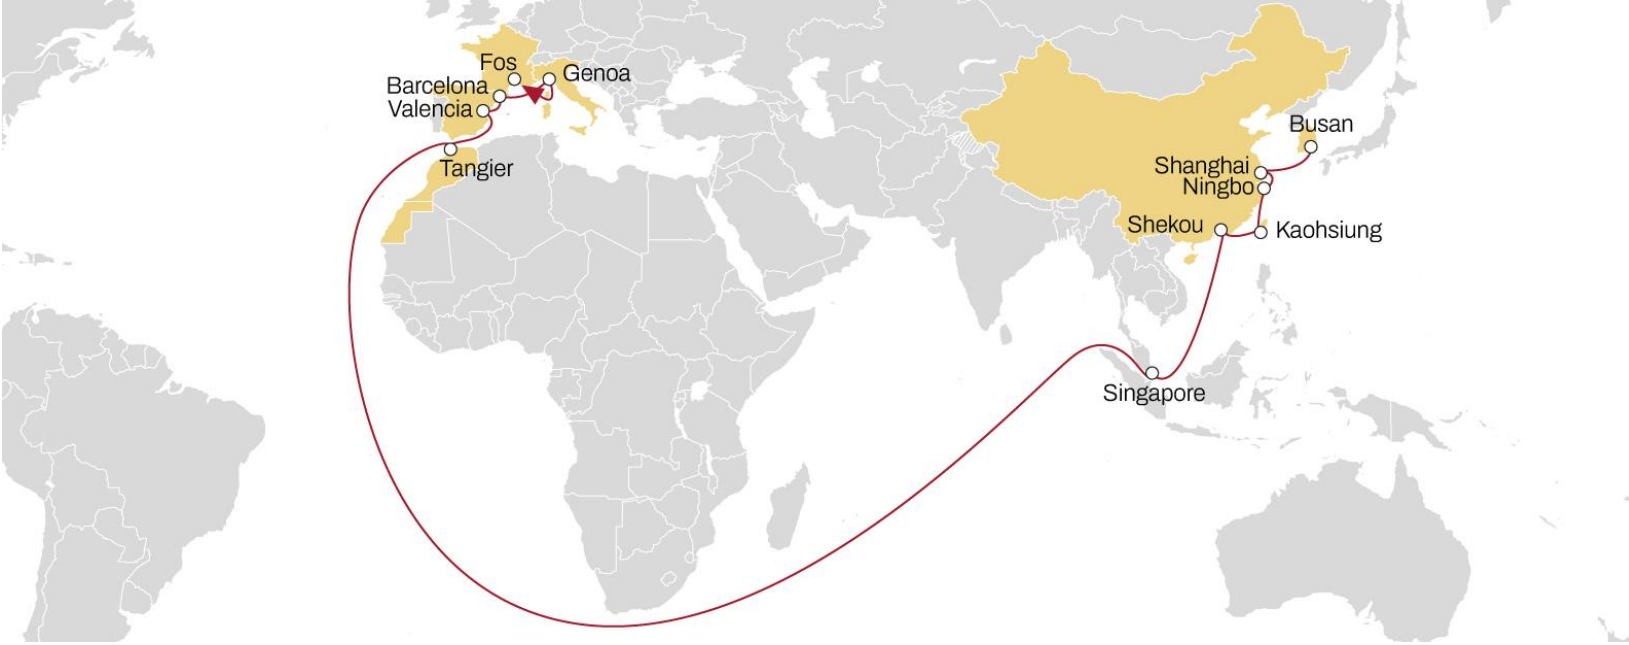 Fos
Genoa
Barcelona
Valencia
Tangier
Busan
Shanghai
Ningbo
Shekou
Kaohsiung
Singapore